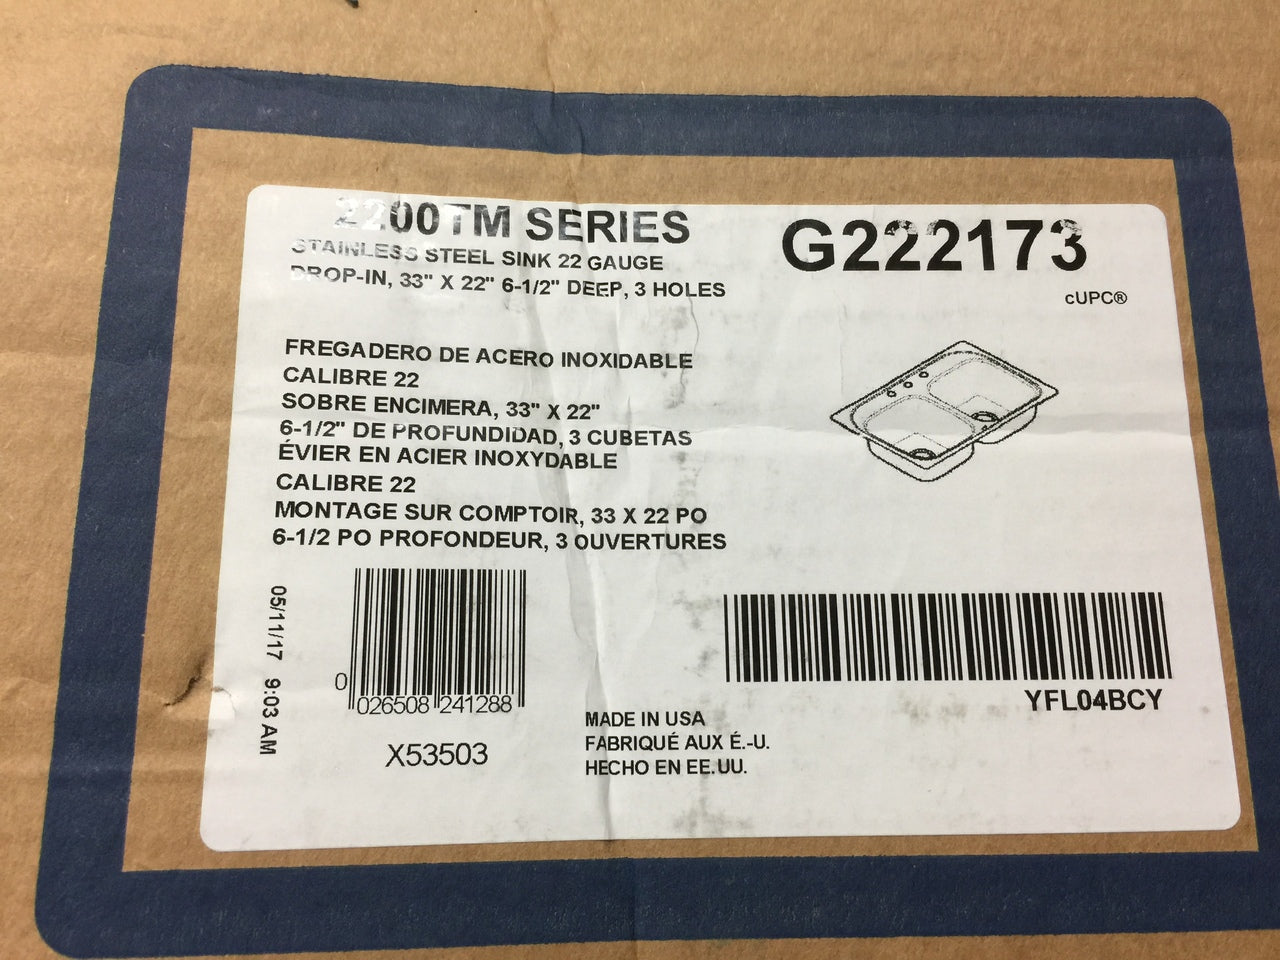 2200TM SERIES
STAINLESS STEEL SINK 22 GAUGE
DROP-IN, 33" X 22" 6-1/2" DEEP, 3 HOLES
G222173
cUPC®
FREGADERO DE ACERO INOXIDABLE
CALIBRE 22
SOBRE ENCIMERA, 33" X 22"
6-1/2" DE PROFUNDIDAD, 3 CUBETAS
ÉVIER EN ACIER INOXYDABLE
CALIBRE 22
MONTAGE SUR COMPTOIR, 33 X 22 PO
6-1/2 PO PROFONDEUR, 3 OUVERTURES
05/11/17 9:03 AM
0 026508 241288
X53503
YFL04BCY
MADE IN USA
FABRIQUÉ AUX É.-U.
HECHO EN EE.UU.